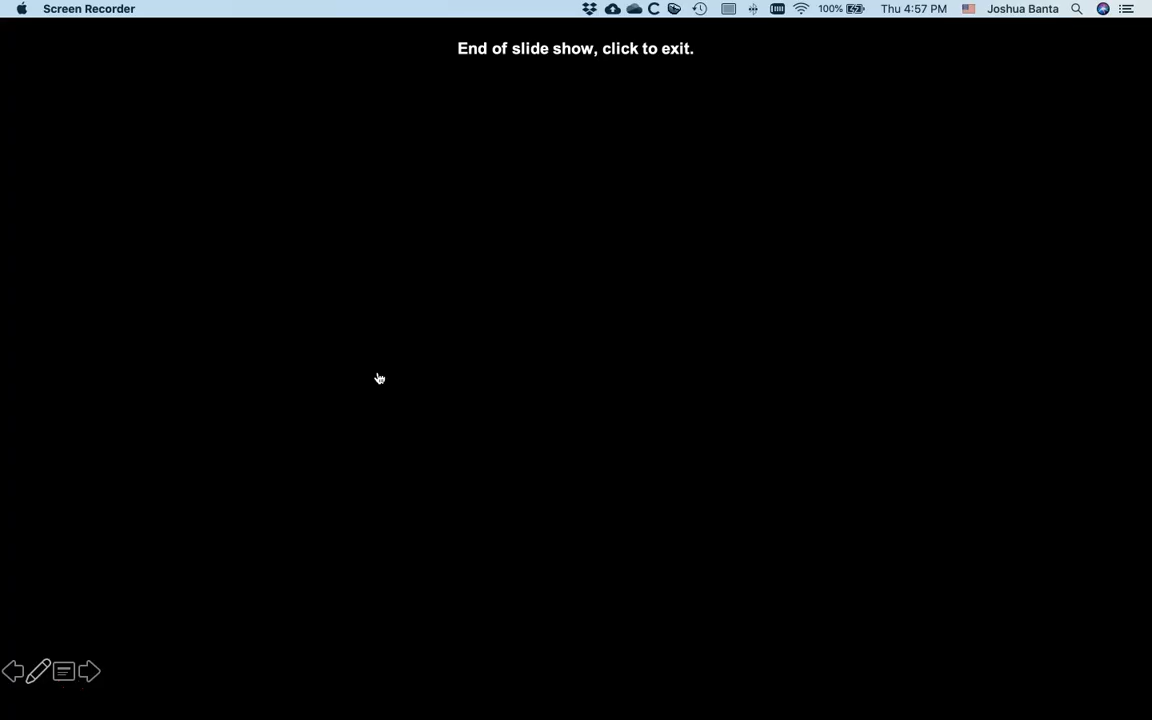 Screen Recorder 100% Thu 4:57 PM Joshua Banta
End of slide show, click to exit.